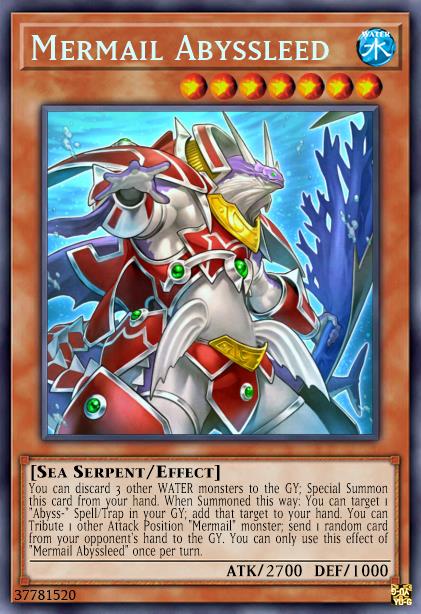 MERMAIL ABYSSLEED
WATER
水
[SEA SERPENT/EFFECT]
You can discard 3 other WATER monsters to the GY; Special Summon
this card from your hand. When Summoned this way: You can target 1
"Abyss-" Spell/Trap in your GY; add that target to your hand. You can
Tribute 1 other Attack Position "Mermail" monster; send 1 random card
from your opponent's hand to the GY. You can only use this effect of
"Mermail Abyssleed" once per turn.
ATK/2700 DEF/1000
37781520